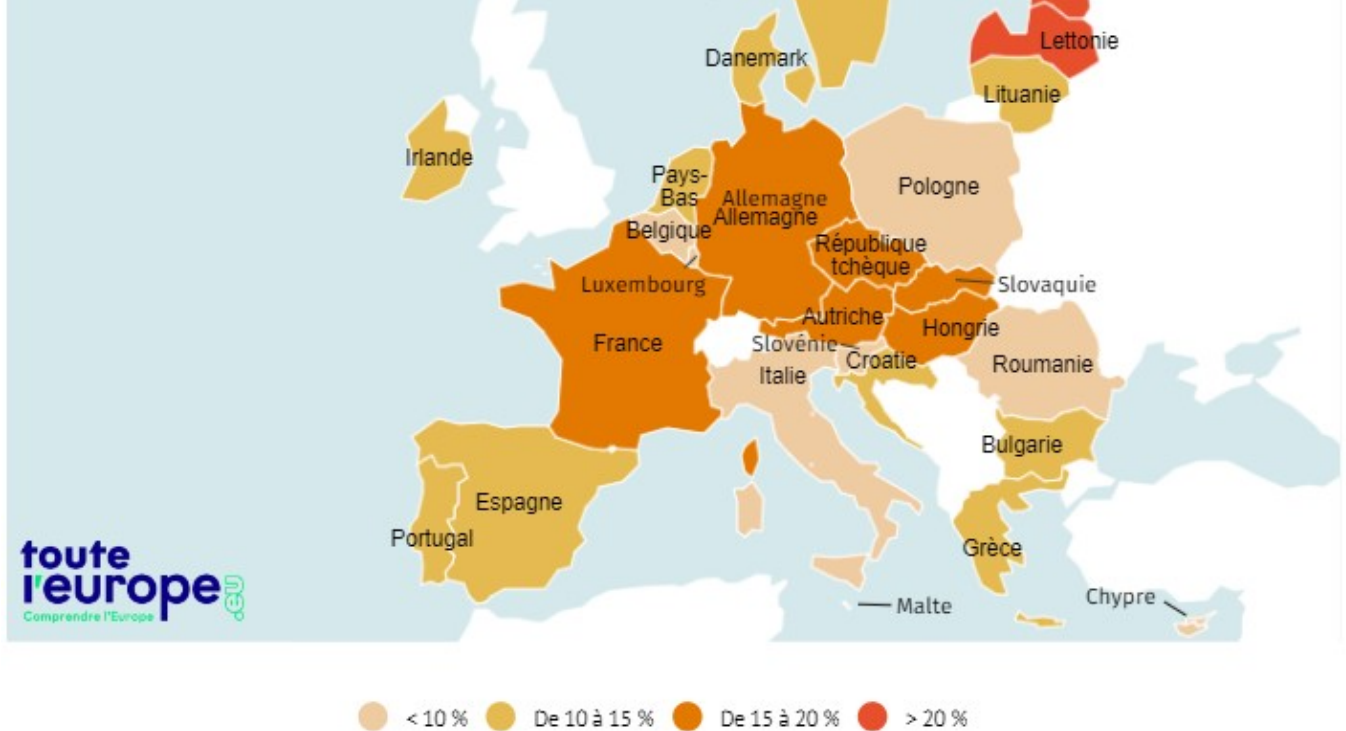 Danemark
Lettonie
Lituanie
Irlande
Pays-
Bas
Allemagne
Allemagne
Pologne
Belgique
République
tchèque
Luxembourg
Slovaquie
Autriche
Hongrie
France
Slovénie
Croatie
Italie
Roumanie
Bulgarie
Espagne
Portugal
Grèce
toute
l'europe.eu
Comprendre l'Europe
Malte
Chypre
< 10 % De 10 à 15 % De 15 à 20 % > 20 %